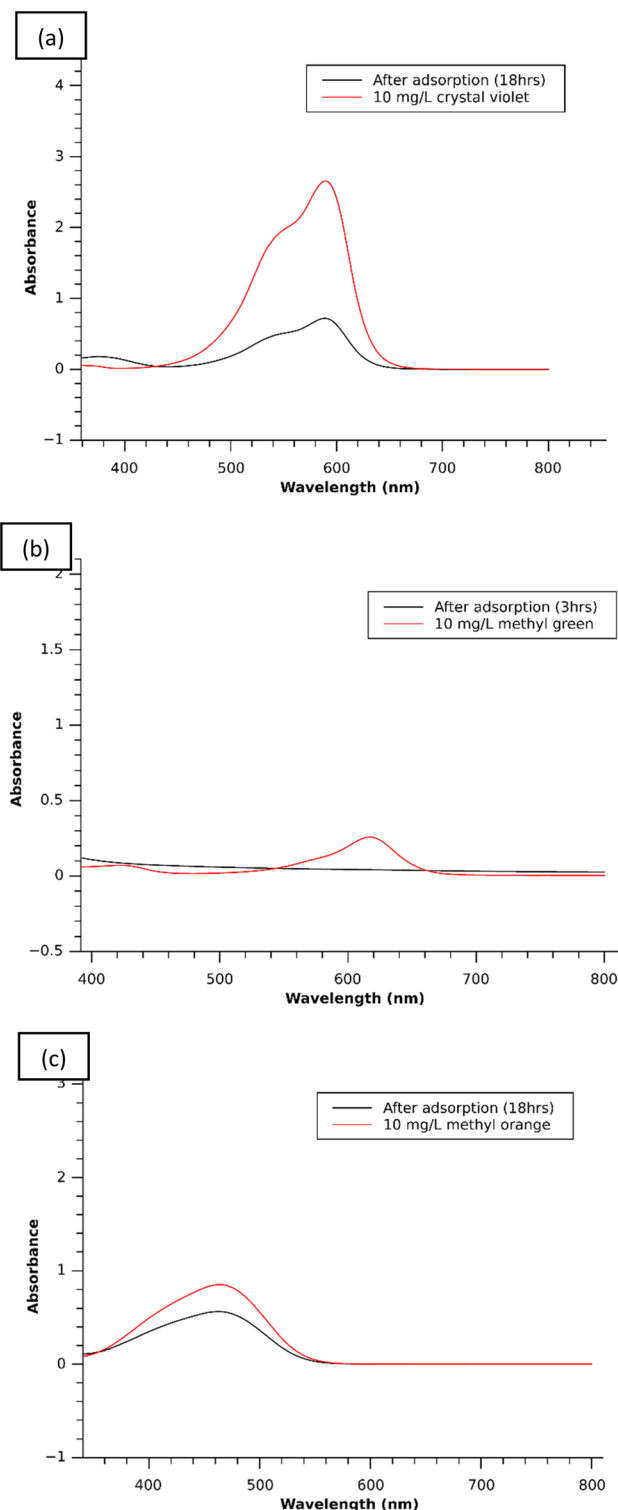 (a)
4
After adsorption (18hrs)
10 mg/L crystal violet
3
2
1
0
−1
Absorbance
400 500 600 700 800
Wavelength (nm)
(b)
2
After adsorption (3hrs)
10 mg/L methyl green
1.5
1
0.5
0
−0.5
Absorbance
400 500 600 700 800
Wavelength (nm)
(c)
3
After adsorption (18hrs)
10 mg/L methyl orange
2
1
0
−1
Absorbance
400 500 600 700 800
Wavelength (nm)